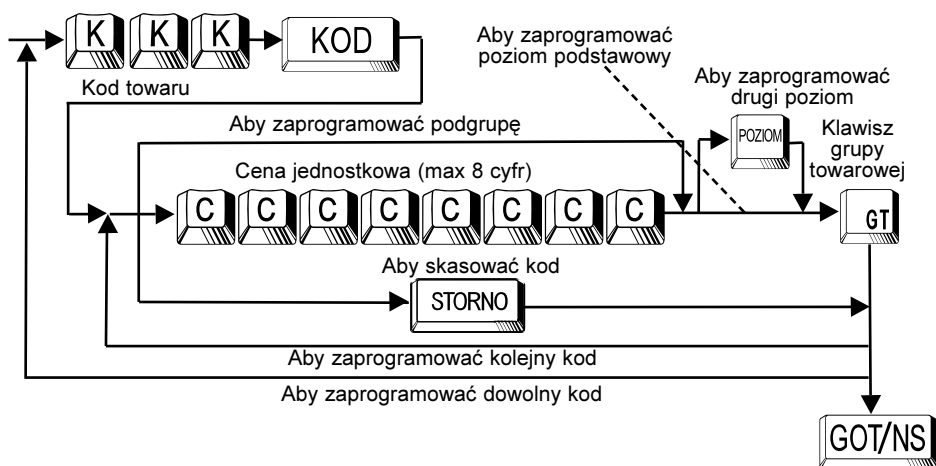 K K K KOD
Kod towaru
Aby zaprogramować
poziom podstawowy
Aby zaprogramować
drugi poziom
POZIOM
Klawisz
grupy
towarowej
Aby zaprogramować podgrupę
Cena jednostkowa (max 8 cyfr)
C C C C C C C C
GT
Aby skasować kod
STORNO
Aby zaprogramować kolejny kod
Aby zaprogramować dowolny kod
GOT/NS